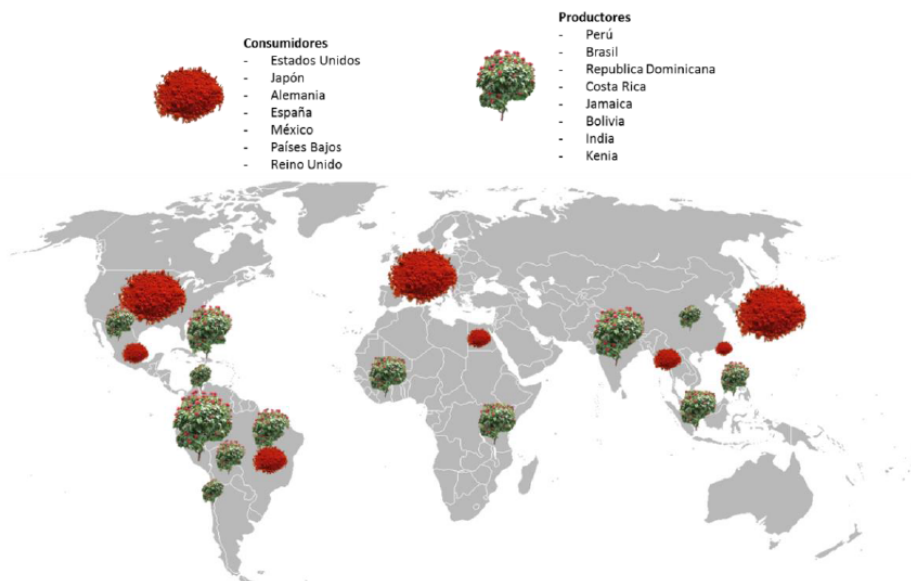 Consumidores
- Estados Unidos
- Japón
- Alemania
- España
- México
- Países Bajos
- Reino Unido
Productores
- Perú
- Brasil
- Republica Dominicana
- Costa Rica
- Jamaica
- Bolivia
- India
- Kenia